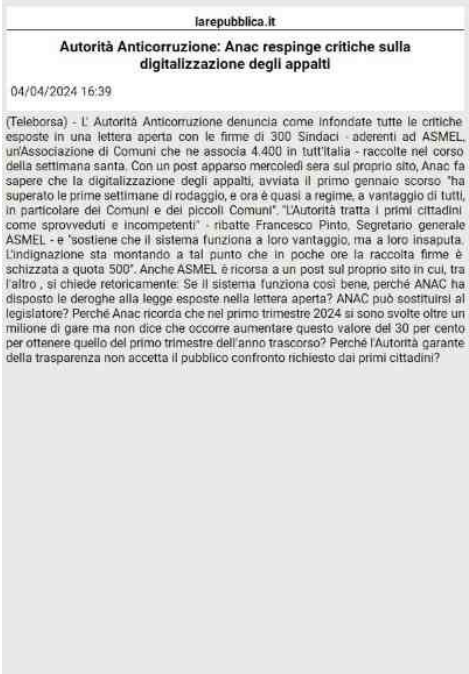 larepubblica.it
Autorità Anticorruzione: Anac respinge critiche sulla
digitalizzazione degli appalti
04/04/2024 16:39
(Teleborsa) - L' Autorità Anticorruzione denuncia come infondate tutte le critiche
esposte in una lettera aperta con le firme di 300 Sindaci - aderenti ad ASMEL,
un'Associazione di Comuni che ne associa 4.400 in tutt'Italia - raccolte nel corso
della settimana santa. Con un post apparso mercoledì sera sul proprio sito, Anac fa
sapere che la digitalizzazione degli appalti, avviata il primo gennaio scorso "ha
superato le prime settimane di rodaggio, e ora è quasi a regime, a vantaggio di tutti,
in particolare dei Comuni e dei piccoli Comuni". "L'Autorità tratta i primi cittadini
come sprovveduti e incompetenti" - ribatte Francesco Pinto, Segretario generale
ASMEL - e "sostiene che il sistema funziona a loro vantaggio, ma a loro insaputa.
L'indignazione sta montando a tal punto che in poche ore la raccolta firme è
schizzata a quota 500". Anche ASMEL è ricorsa a un post sul proprio sito in cui, tra
l'altro , si chiede retoricamente: Se il sistema funziona così bene, perché ANAC ha
disposto le deroghe alla legge esposte nella lettera aperta? ANAC può sostituirsi al
legislatore? Perché Anac ricorda che nel primo trimestre 2024 si sono svolte oltre un
milione di gare ma non dice che occorre aumentare questo valore del 30 per cento
per ottenere quello del primo trimestre dell'anno trascorso? Perché l'Autorità garante
della trasparenza non accetta il pubblico confronto richiesto dai primi cittadini?